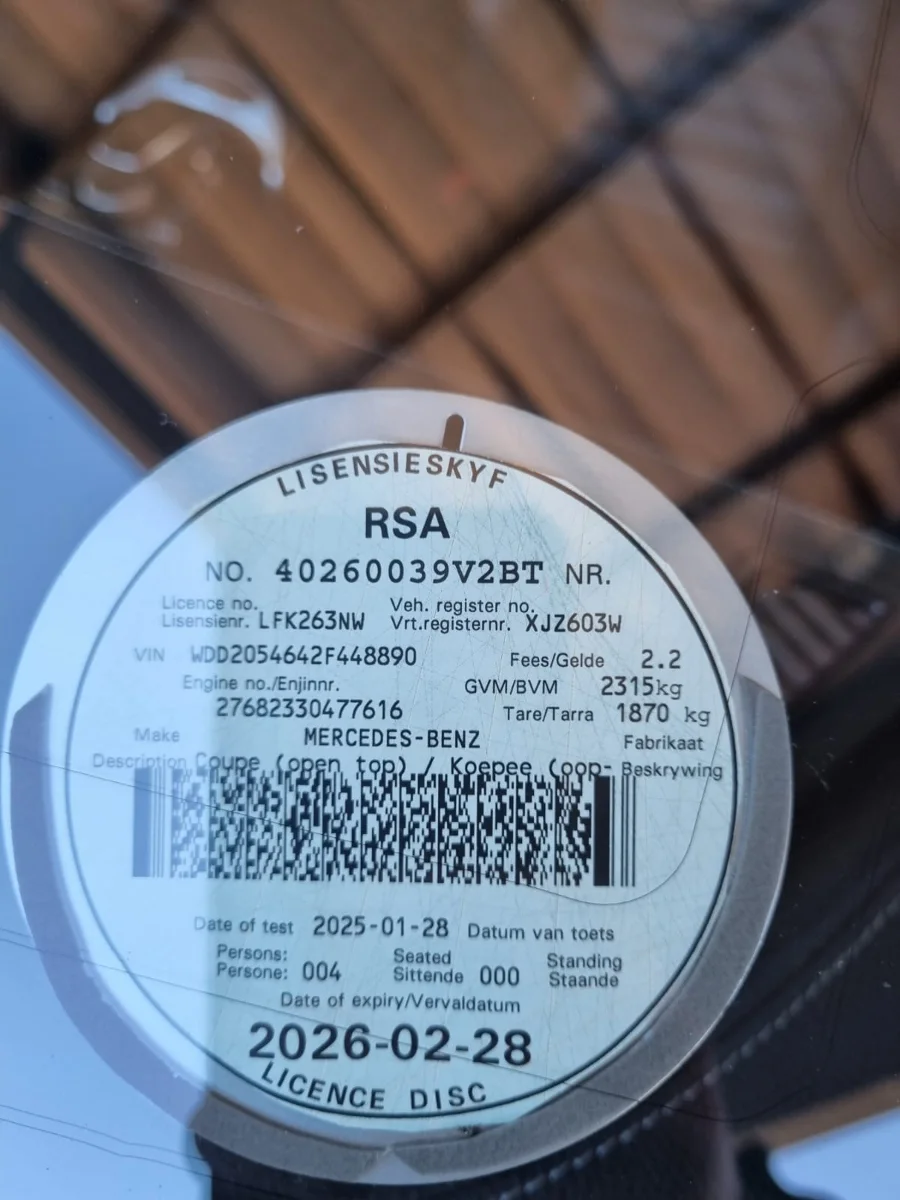 LISENSIESKYF
RSA
NO. 40260039V2BT NR.
Licence no. Veh. register no.
Lisensienr. LFK263NW Vrt.registernr. XJZ603W
VIN WDD2054642F448890 Fees/Gelde 2.2
Engine no./Enjinnr. GVM/BVM 2315kg
27682330477616 Tare/Tarra 1870 kg
Make MERCEDES-BENZ Fabrikaat
Description Coupe (open top) / Koepee (oop- Beskrywing
Date of test 2025-01-28 Datum van toets
Persons: Seated Standing
Persone: 004 Sittende 000 Staande
Date of expiry/Vervaldatum
2026-02-28
LICENCE DISC